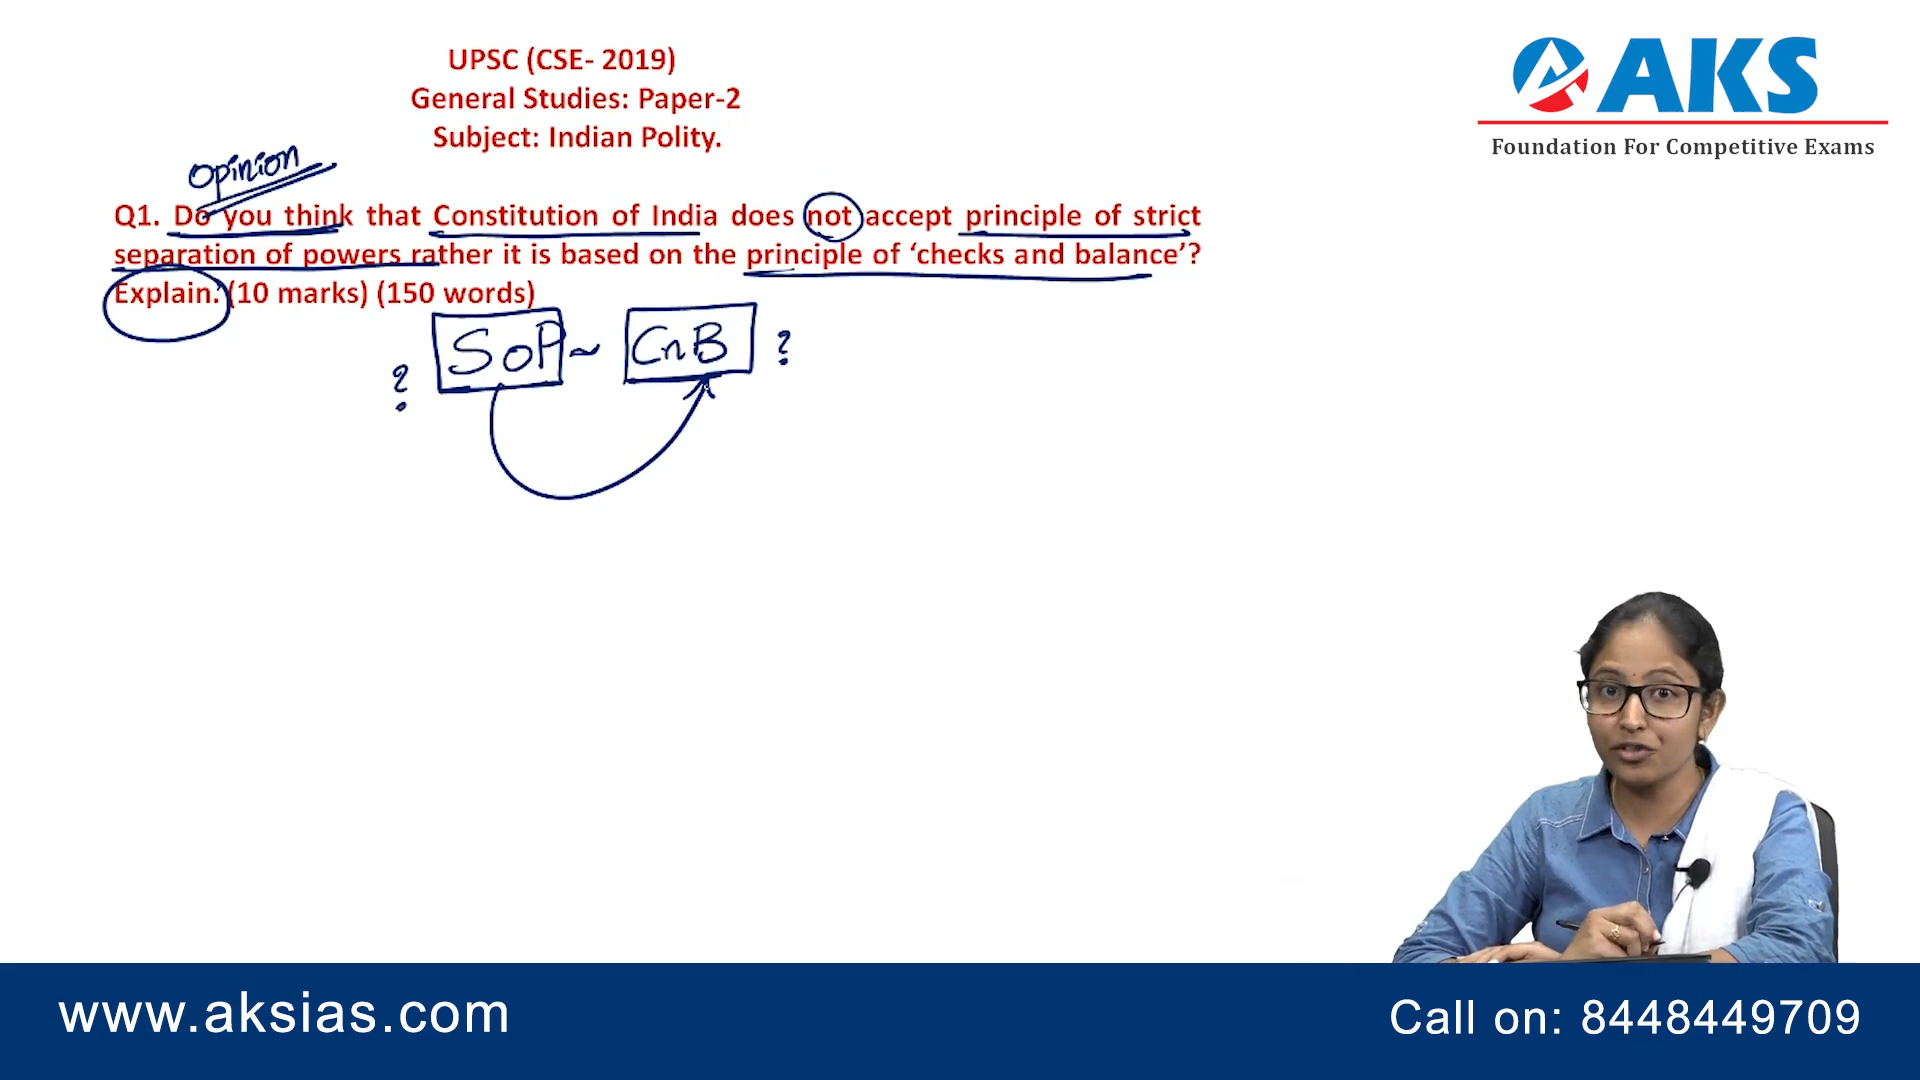 UPSC (CSE- 2019)
General Studies: Paper-2
Subject: Indian Polity.
AKS
Foundation For Competitive Exams
Opinion
Q1. Do you think that Constitution of India does not accept principle of strict
separation of powers rather it is based on the principle of ‘checks and balance’?
Explain. (10 marks) (150 words)
? SOP ~ CnB ?
www.aksias.com
Call on: 8448449709